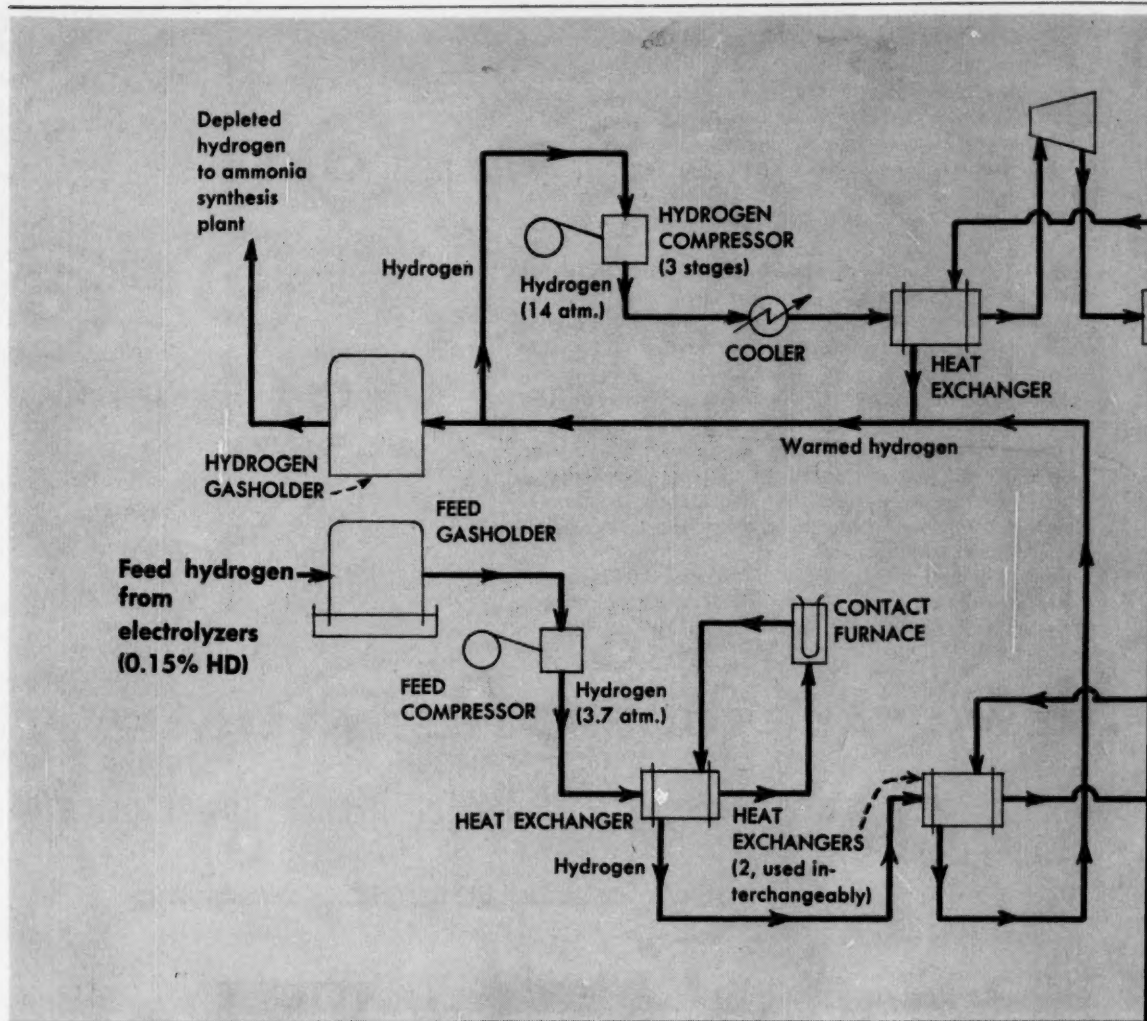 Depleted
hydrogen
to ammonia
synthesis
plant
Hydrogen
HYDROGEN
COMPRESSOR
(3 stages)
Hydrogen
(14 atm.)
COOLER
HEAT
EXCHANGER
Warmed hydrogen
HYDROGEN
GASHOLDER
FEED
GASHOLDER
Feed hydrogen
from
electrolyzers
(0.15% HD)
FEED
COMPRESSOR
Hydrogen
(3.7 atm.)
CONTACT
FURNACE
HEAT EXCHANGER
HEAT
EXCHANGERS
(2, used in-
terchangeably)
Hydrogen